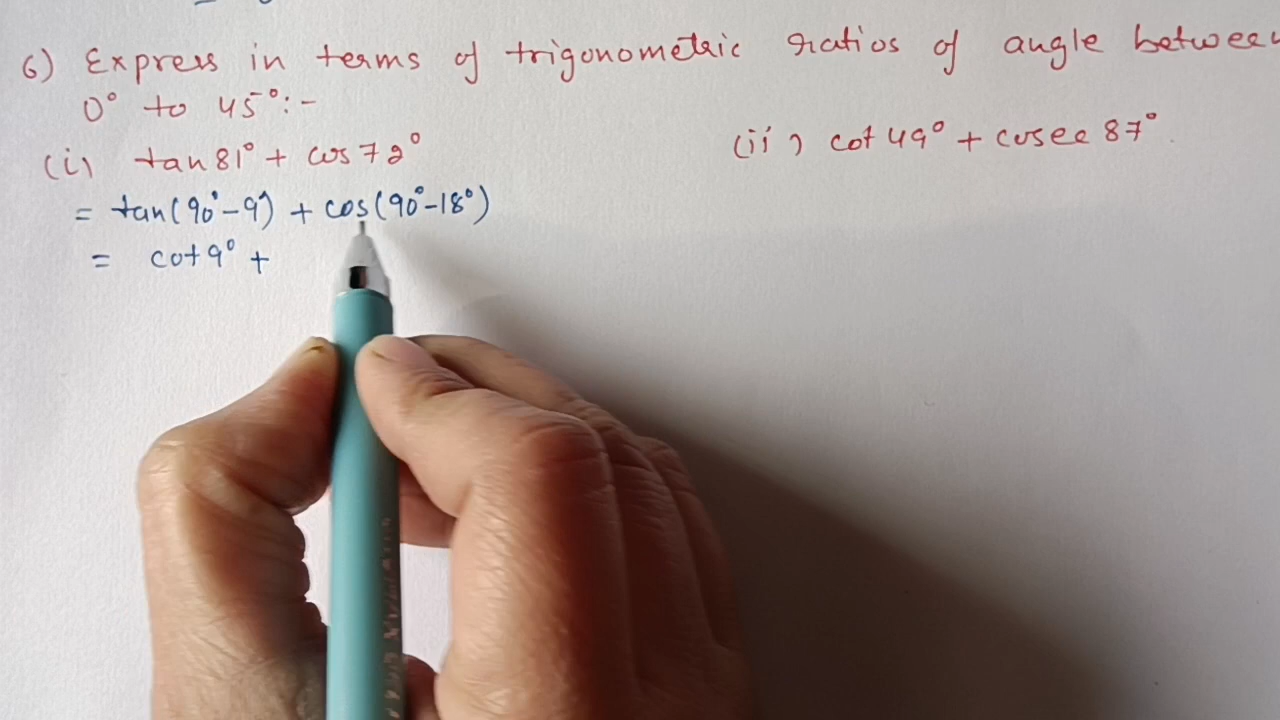 6) Express in terms of trigonometric ratios of angle between
0° to 45°:-
(i) tan 81° + cos 72°
(ii) cot 49° + cosec 87°
= tan(90°-9°) + cos(90°-18°)
= cot 9° +